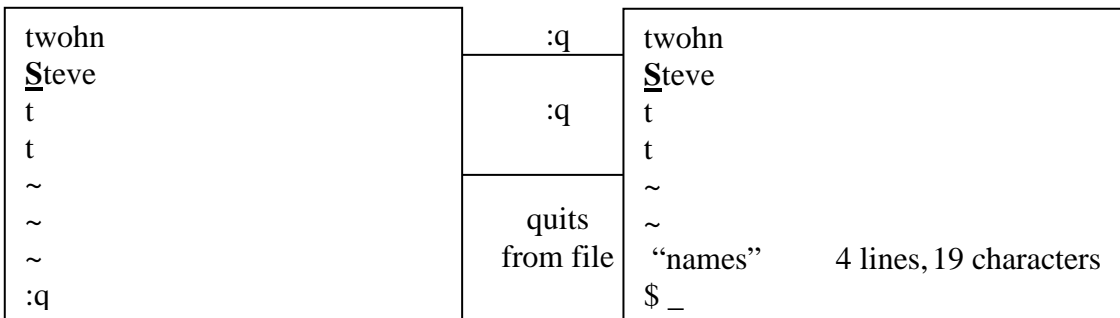 twohn
Steve
t
t
~
~
~
:q
:q
:q
quits
from file
twohn
Steve
t
t
~
~
“names” 4 lines, 19 characters
$ _